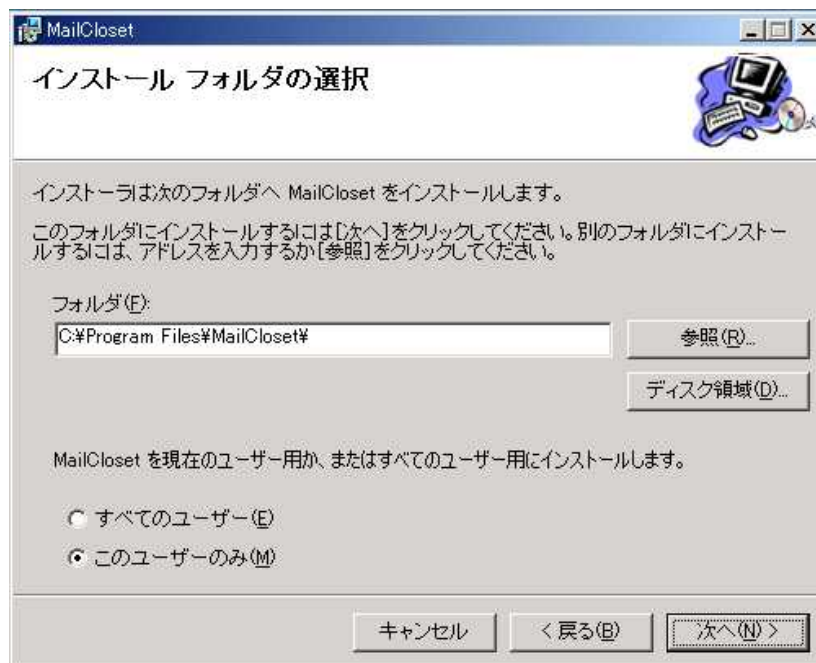 MailCloset
インストール フォルダの選択
インストーラは次のフォルダへ MailCloset をインストールします。
このフォルダにインストールするには[次へ]をクリックしてください。別のフォルダにインストー
ルするには、アドレスを入力するか[参照]をクリックしてください。
フォルダ(F):
C:¥Program Files¥MailCloset¥
参照(R)...
ディスク領域(D)...
MailCloset を現在のユーザー用か、またはすべてのユーザー用にインストールします。
すべてのユーザー(E)
このユーザーのみ(M)
キャンセル
< 戻る(B)
次へ(N) >